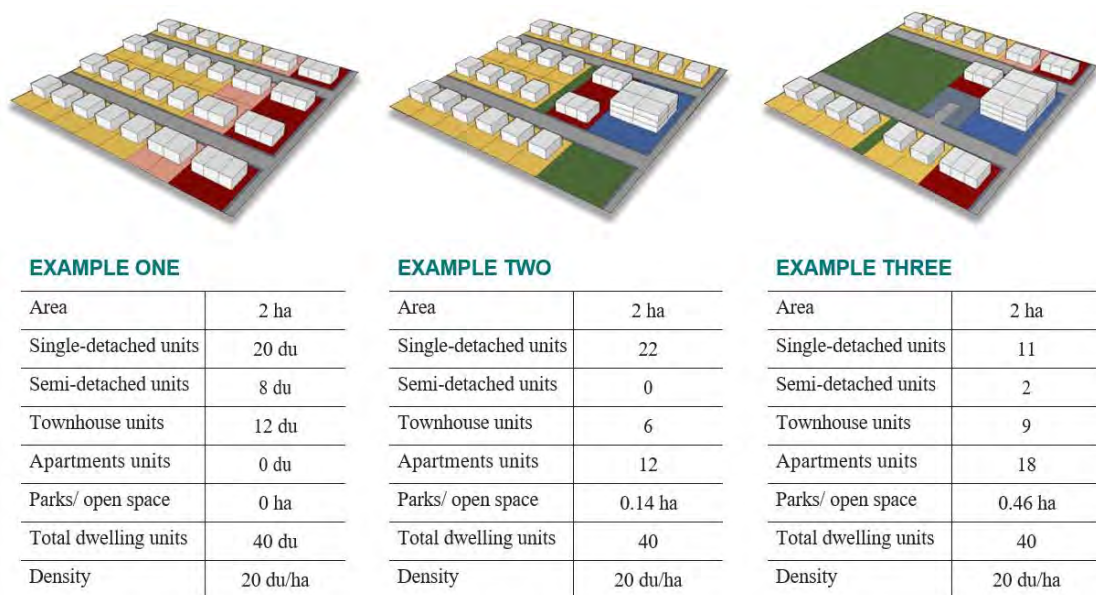 EXAMPLE ONE
Area 2 ha
Single-detached units 20 du
Semi-detached units 8 du
Townhouse units 12 du
Apartments units 0 du
Parks/ open space 0 ha
Total dwelling units 40 du
Density 20 du/ha
EXAMPLE TWO
Area 2 ha
Single-detached units 22
Semi-detached units 0
Townhouse units 6
Apartments units 12
Parks/ open space 0.14 ha
Total dwelling units 40
Density 20 du/ha
EXAMPLE THREE
Area 2 ha
Single-detached units 11
Semi-detached units 2
Townhouse units 9
Apartments units 18
Parks/ open space 0.46 ha
Total dwelling units 40
Density 20 du/ha